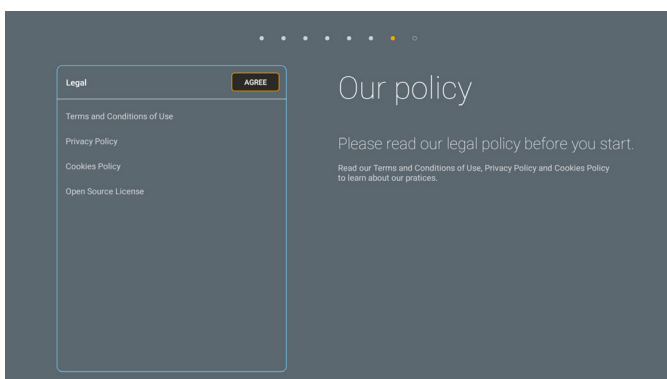 Legal
AGREE
Terms and Conditions of Use
Privacy Policy
Cookies Policy
Open Source License
Our policy
Please read our legal policy before you start.
Read our Terms and Conditions of Use, Privacy Policy and Cookies Policy
to learn about our pratices.